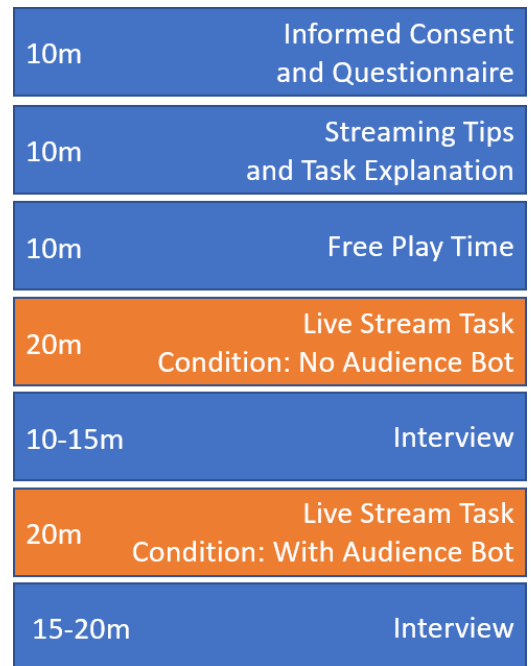 10m
Informed Consent
and Questionnaire
10m
Streaming Tips
and Task Explanation
10m
Free Play Time
20m
Live Stream Task
Condition: No Audience Bot
10-15m
Interview
20m
Live Stream Task
Condition: With Audience Bot
15-20m
Interview